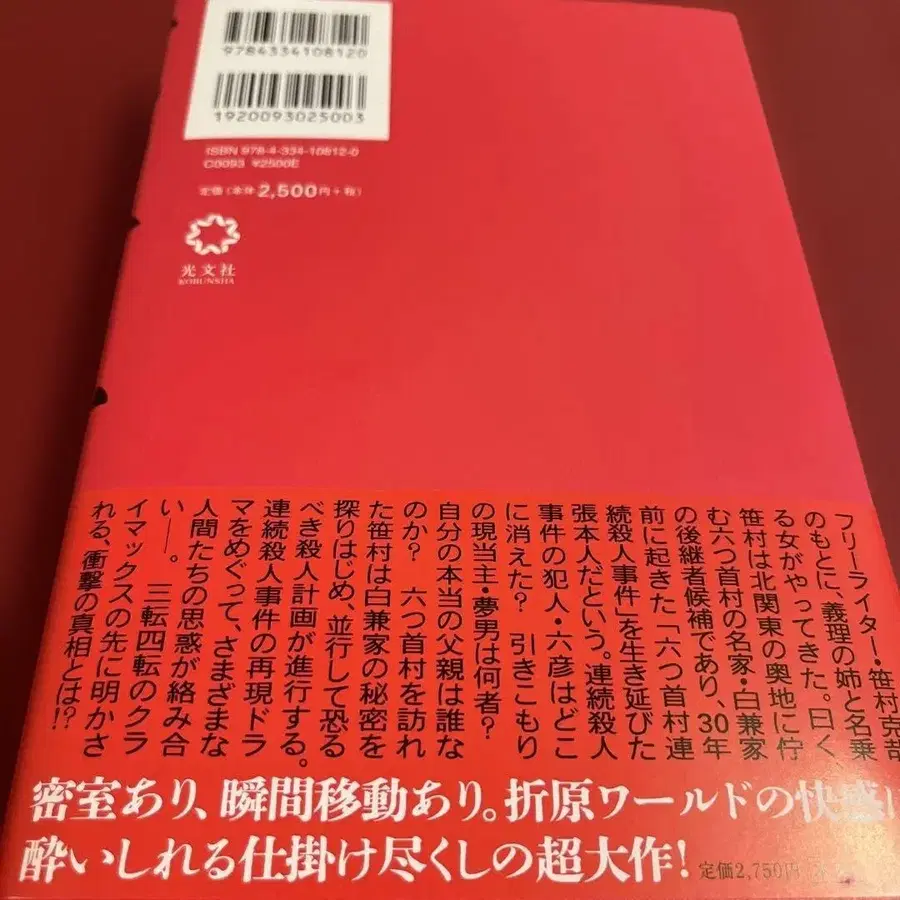 9784334108120
1920093025003
ISBN 978-4-334-10812-0
C0093 ¥2500E
定価(本体2,500円+税)
光文社
KOBUNSHA
フリーライター・笹村克哉
のもとに、義理の姉と名乗
る女がやってきた。曰く、
笹村は北関東の奥地に佇
む六つ首村の名家・白兼家
の後継者候補であり、30年
前に起きた「六つ首村連
続殺人事件」を生き延びた
張本人だという。連続殺人
事件の犯人・六彦はどこ
に消えた? 引きこもり
の現当主・夢男は何者?
自分の本当の父親は誰な
のか? 六つ首村を訪れ
た笹村は白兼家の秘密を
探りはじめ、並行して恐る
べき殺人計画が進行する。
連続殺人事件の再現ドラ
マをめぐって、さまざまな
人間たちの思惑が絡み合
い――。三転四転のクラ
イマックスの先に明かさ
れる、衝撃の真相とは!?
密室あり、瞬間移動あり。折原ワールドの快感に
酔いしれる仕掛け尽くしの超大作!
定価2,750円